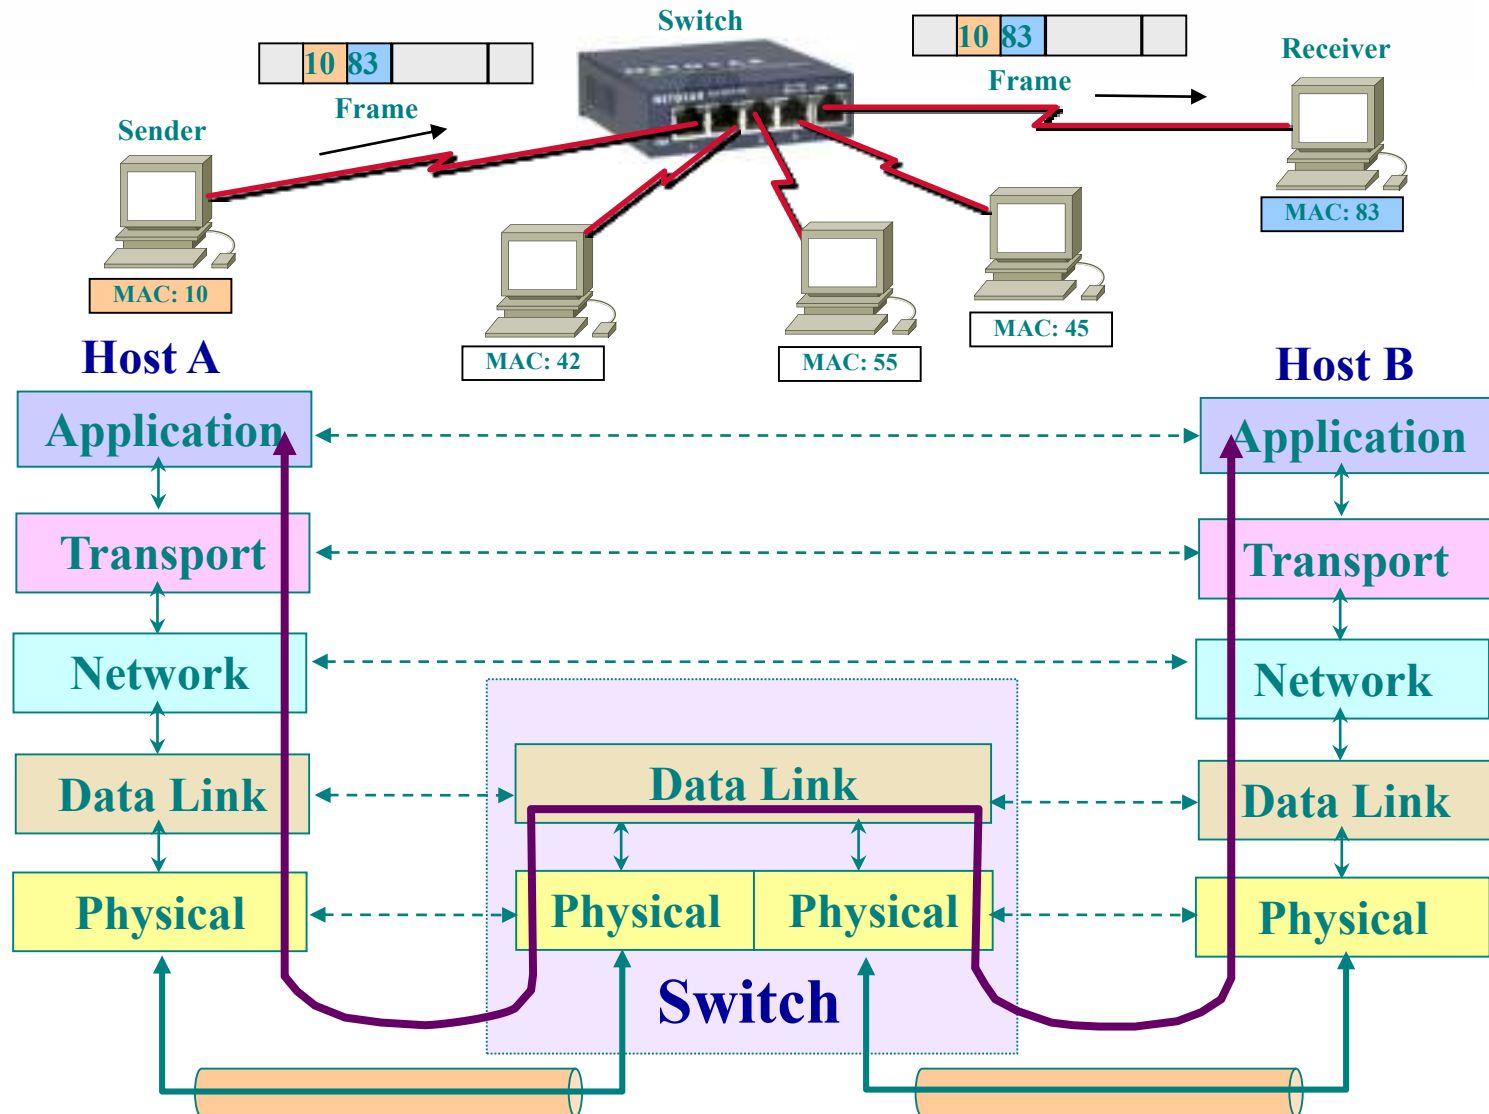 Switch
10 83
10 83
Receiver
Frame
Frame
Sender
MAC: 83
MAC: 10
MAC: 45
MAC: 42
MAC: 55
Host A
Host B
Application
Application
Transport
Transport
Network
Network
Data Link
Data Link
Data Link
Physical
Physical
Physical
Physical
Switch